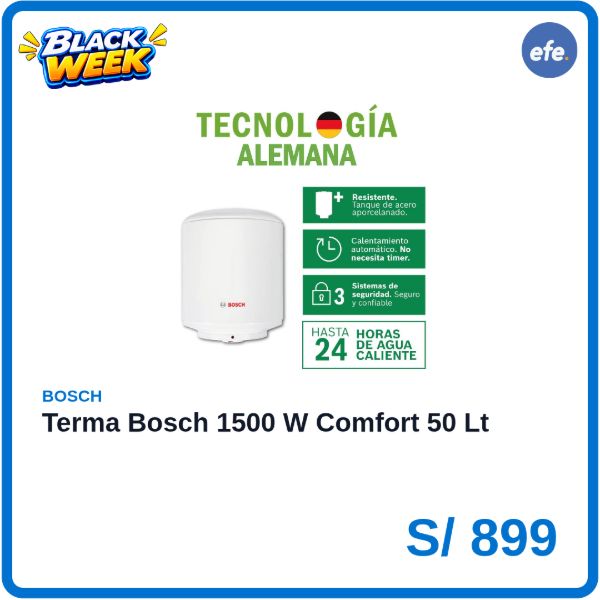 BLACK
WEEK
efe.
TECNOLOGÍA
ALEMANA
Resistente.
Tanque de acero
aporcelanado.
Calentamiento
automático. No
necesita timer.
3 Sistemas de
seguridad. Seguro
y confiable
BOSCH
HASTA
24 HORAS
DE AGUA
CALIENTE
BOSCH
Terma Bosch 1500 W Comfort 50 Lt
S/ 899